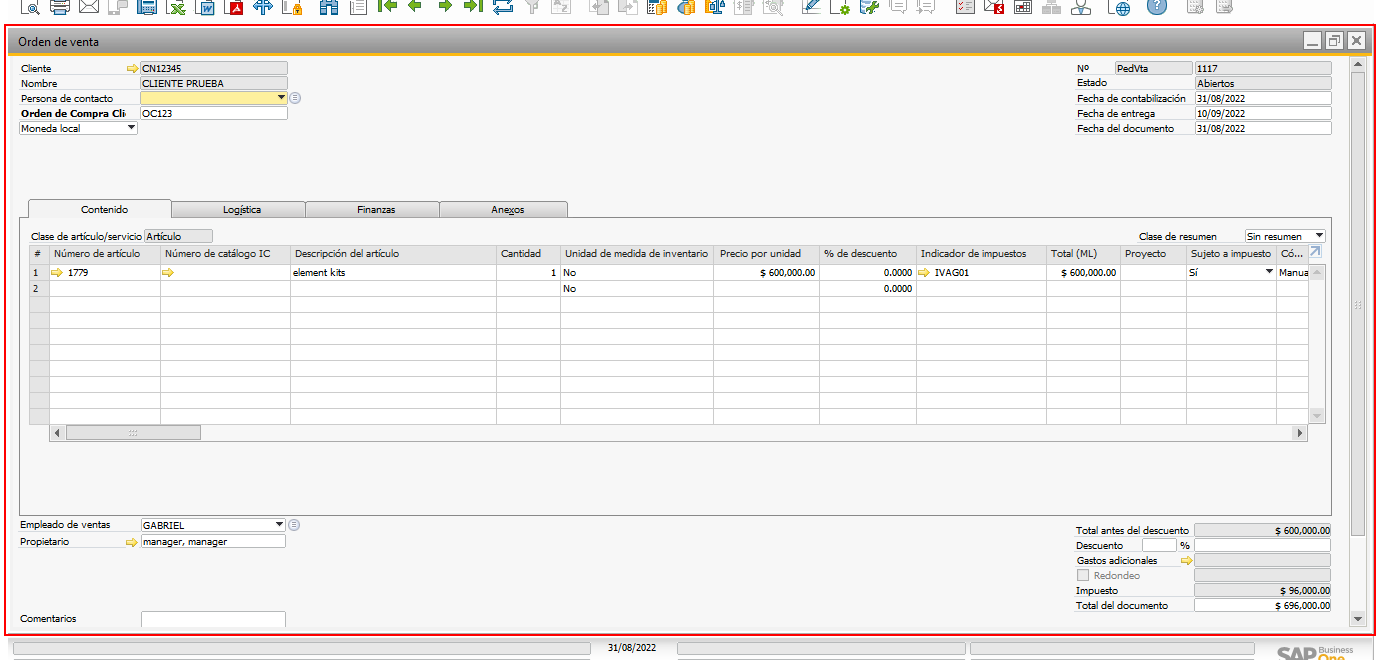 Orden de venta
Cliente CN12345 Nº PedVta 1117
Nombre CLIENTE PRUEBA Estado Abiertos
Persona de contacto Fecha de contabilización 31/08/2022
Orden de Compra Cli OC123 Fecha de entrega 10/09/2022
Moneda local Fecha del documento 31/08/2022
Contenido Logística Finanzas Anexos
Clase de artículo/servicio Artículo Clase de resumen Sin resumen
# Número de artículo Número de catálogo IC Descripción del artículo Cantidad Unidad de medida de inventario Precio por unidad % de descuento Indicador de impuestos Total (ML) Proyecto Sujeto a impuesto Có...
1 1779 element kits 1 No $ 600,000.00 0.0000 IVAG01 $ 600,000.00 Sí Manua
2 No 0.0000
Empleado de ventas GABRIEL Total antes del descuento $ 600,000.00
Propietario manager, manager Descuento %
Gastos adicionales
Redondeo
Impuesto $ 96,000.00
Total del documento $ 696,000.00
Comentarios
31/08/2022 SAP Business One